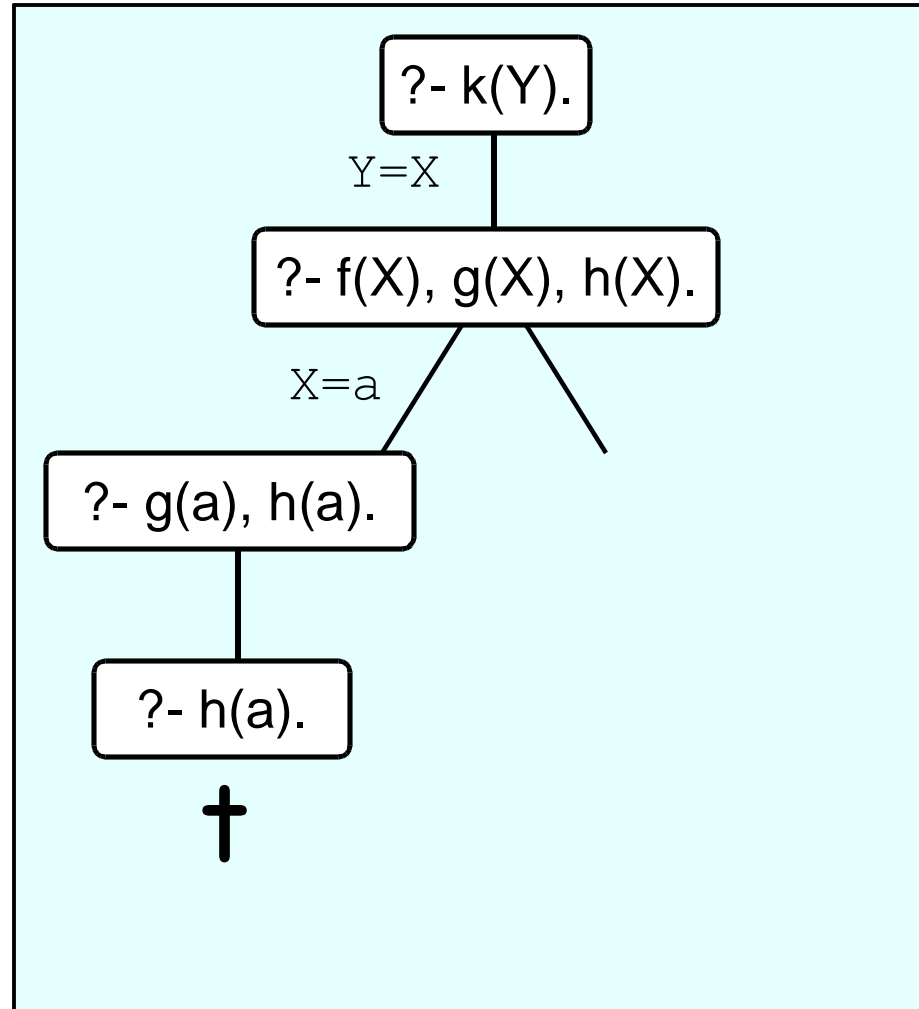 ?- k(Y).
Y=X
?- f(X), g(X), h(X).
X=a
?- g(a), h(a).
?- h(a).
†